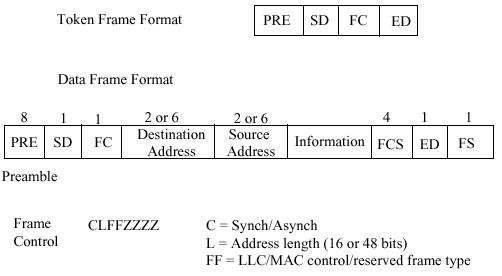 Token Frame Format
PRE SD FC ED
Data Frame Format
8 1 1 2 or 6 2 or 6 4 1 1
PRE SD FC Destination Address Source Address Information FCS ED FS
Preamble
Frame Control CLFFZZZZ C = Synch/Asynch
L = Address length (16 or 48 bits)
FF = LLC/MAC control/reserved frame type